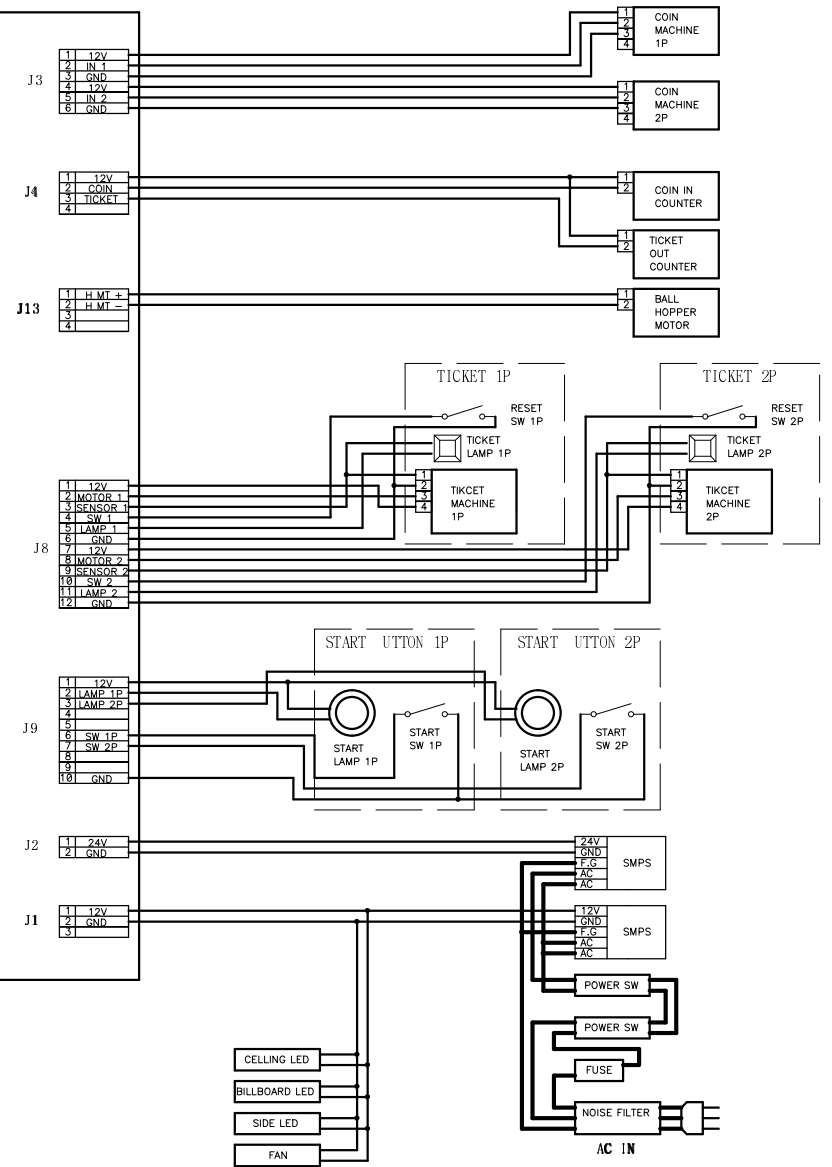 J3
1 12V
2 IN 1
3 GND
4 12V
5 IN 2
6 GND
1
2
3
4
COIN
MACHINE
1P
1
2
3
4
COIN
MACHINE
2P
J4
1 12V
2 COIN
3 TICKET
4
1
2
COIN IN
COUNTER
1
2
TICKET
OUT
COUNTER
J13
1 H MT +
2 H MT -
3
4
1
2
BALL
HOPPER
MOTOR
TICKET 1P
RESET
SW 1P
TICKET
LAMP 1P
1
2
3
4
TIKCET
MACHINE
1P
TICKET 2P
RESET
SW 2P
TICKET
LAMP 2P
1
2
3
4
TIKCET
MACHINE
2P
J8
1 12V
2 MOTOR 1
3 SENSOR 1
4 SW 1
5 LAMP 1
6 GND
7 12V
8 MOTOR 2
9 SENSOR 2
10 SW 2
11 LAMP 2
12 GND
START UTTON 1P
START
LAMP 1P
START
SW 1P
START UTTON 2P
START
LAMP 2P
START
SW 2P
J9
1 12V
2 LAMP 1P
3 LAMP 2P
4
5
6 SW 1P
7 SW 2P
8
9
10 GND
J2
1 24V
2 GND
24V
GND
F.G
AC
AC
SMPS
J1
1 12V
2 GND
3
12V
GND
F.G
AC
AC
SMPS
POWER SW
POWER SW
FUSE
NOISE FILTER
AC IN
CELLING LED
BILLBOARD LED
SIDE LED
FAN